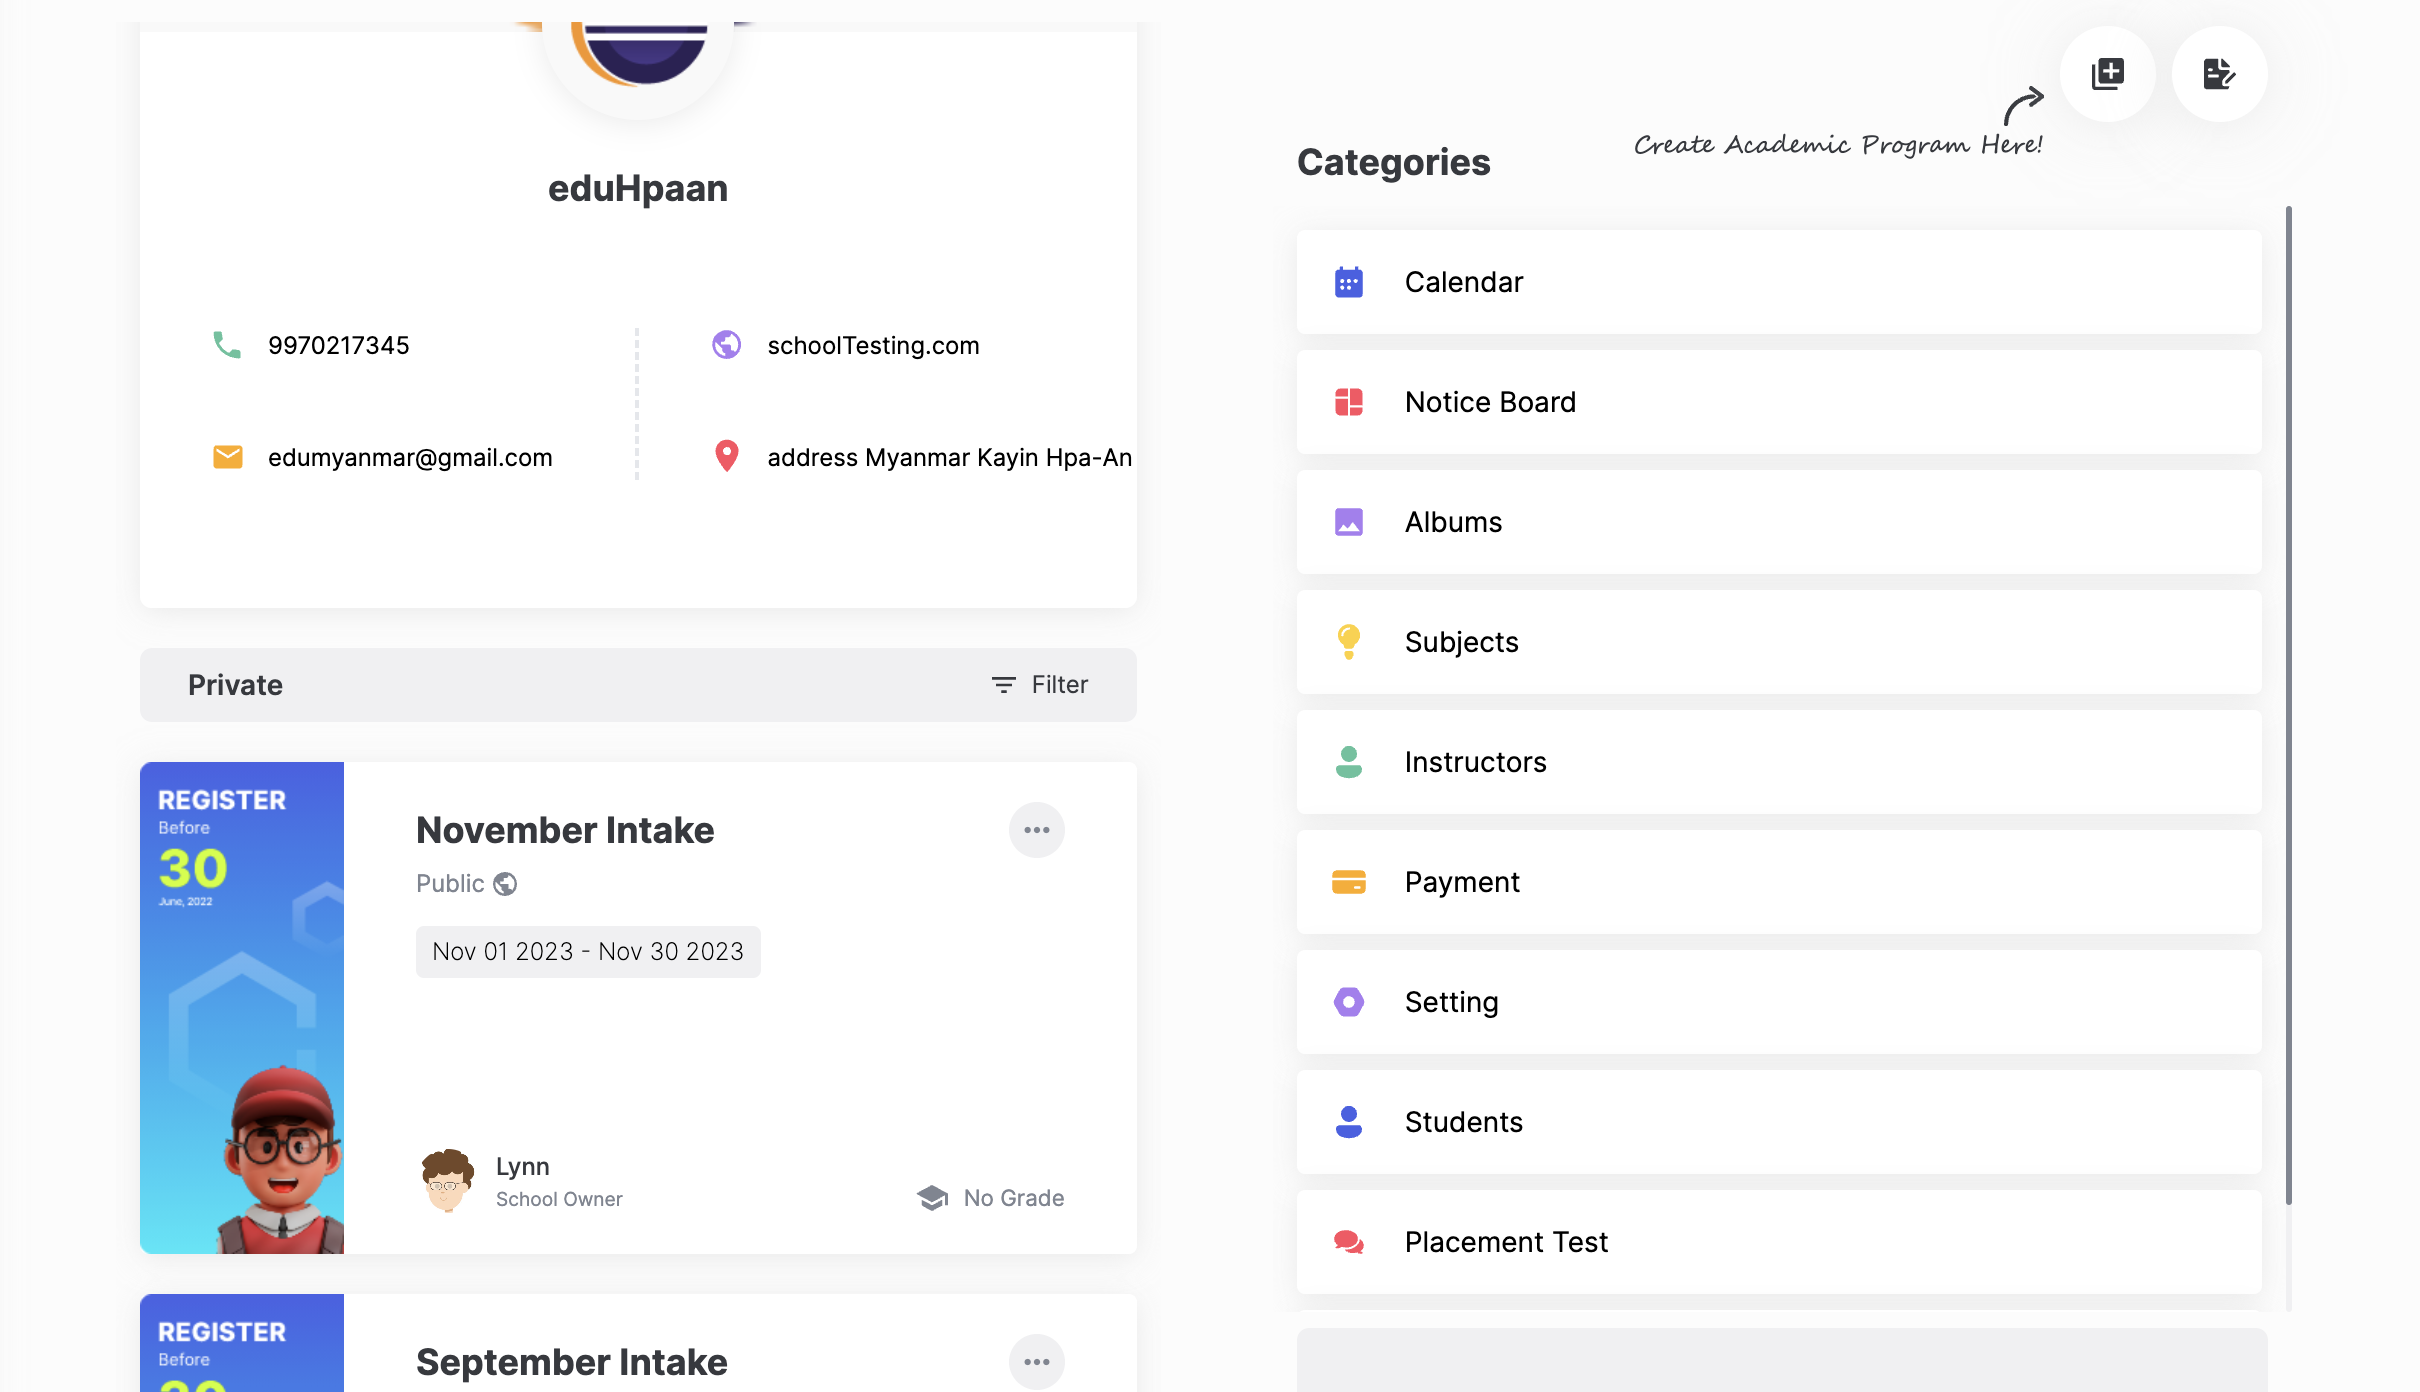 eduHpaan
9970217345
schoolTesting.com
edumyanmar@gmail.com
address Myanmar Kayin Hpa-An
Private
Filter
REGISTER
Before
30
June, 2022
November Intake
Public
Nov 01 2023 - Nov 30 2023
Lynn
School Owner
No Grade
REGISTER
Before
30
September Intake
Create Academic Program Here!
Categories
Calendar
Notice Board
Albums
Subjects
Instructors
Payment
Setting
Students
Placement Test